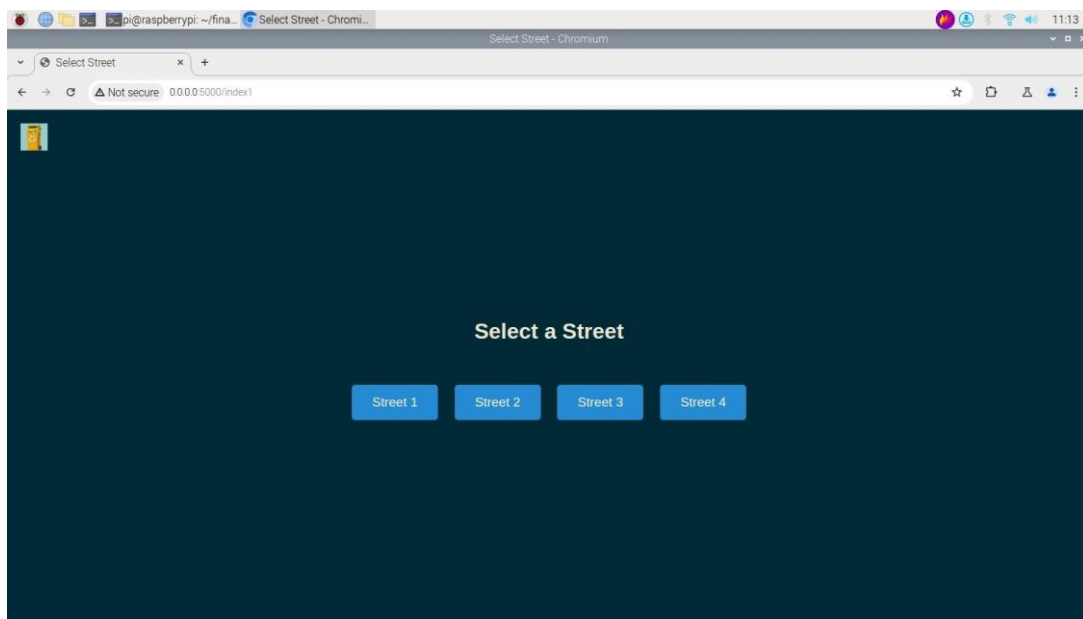 pi@raspberrypi: ~/fina... Select Street - Chromi... 11:13
Select Street - Chromium
Select Street
Not secure 0.0.0.0:5000/index1
Select a Street
Street 1 Street 2 Street 3 Street 4